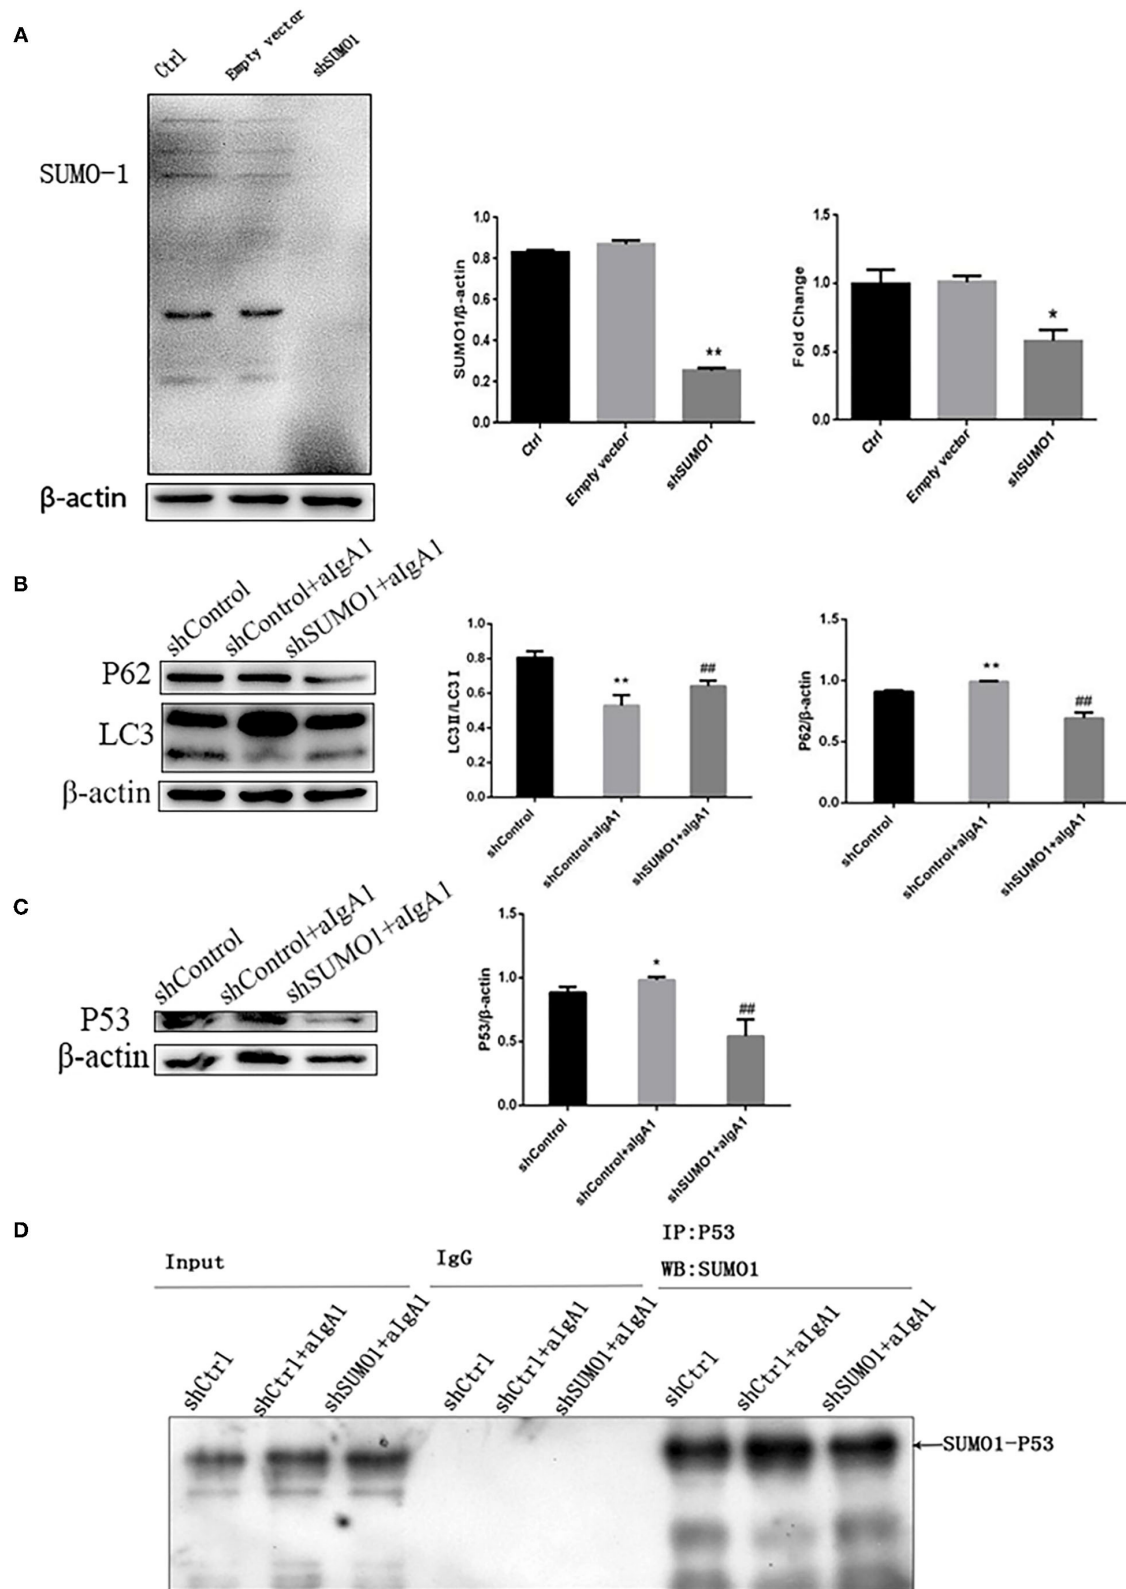 A
Ctrl
Empty vector
shSUMO1
SUMO-1
β-actin
1.0
0.8
0.6
0.4
0.2
0.0
SUMO1/β-actin
**
Ctrl
Empty vector
shSUMO1
1.5
1.0
0.5
0.0
Fold Change
*
Ctrl
Empty vector
shSUMO1
B
shControl
shControl+aIgA1
shSUMO1+aIgA1
P62
LC3
β-actin
1.0
0.8
0.6
0.4
0.2
0.0
LC3 II/LC3 I
**
##
shControl
shControl+aIgA1
shSUMO1+aIgA1
1.5
1.0
0.5
0.0
P62/β-actin
**
##
shControl
shControl+aIgA1
shSUMO1+aIgA1
C
shControl
shControl+aIgA1
shSUMO1+aIgA1
P53
β-actin
1.5
1.0
0.5
0.0
P53/β-actin
*
##
shControl
shControl+aIgA1
shSUMO1+aIgA1
D
Input
IgG
IP:P53
WB:SUMO1
shCtrl
shCtrl+aIgA1
shSUMO1+aIgA1
shCtrl
shCtrl+aIgA1
shSUMO1+aIgA1
shCtrl
shCtrl+aIgA1
shSUMO1+aIgA1
SUMO1-P53